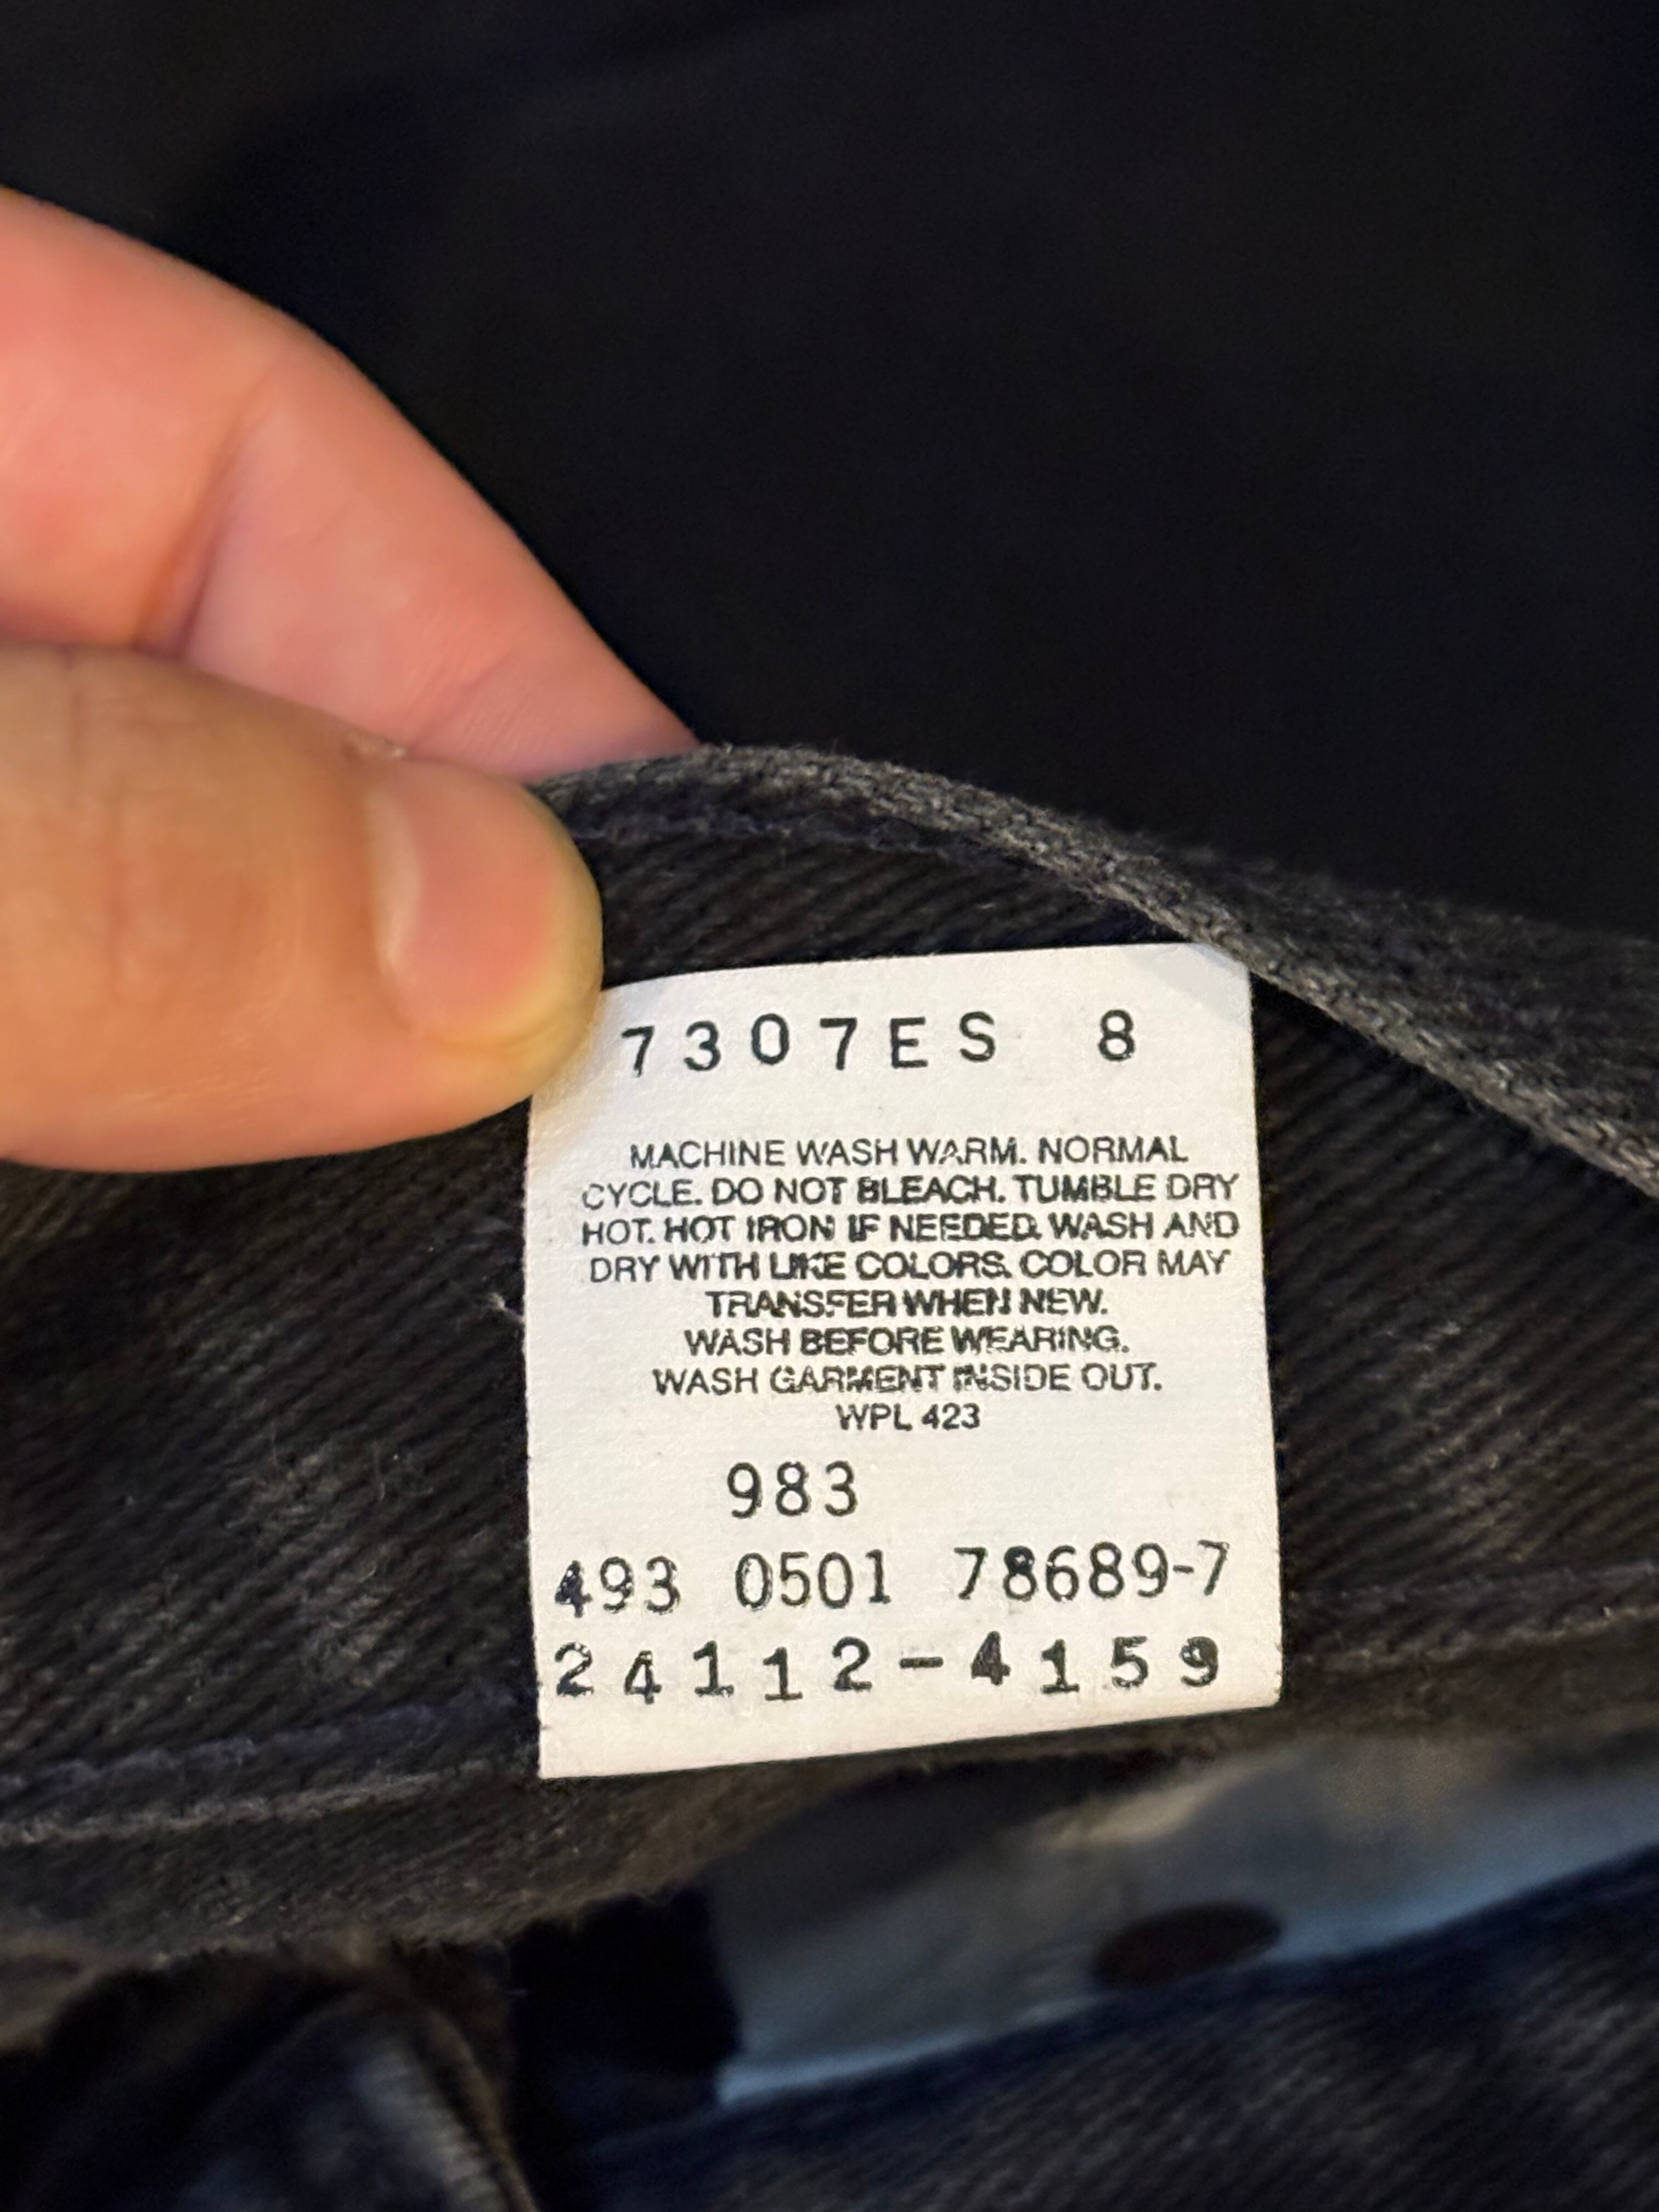 7307ES 8
MACHINE WASH WARM. NORMAL
CYCLE. DO NOT BLEACH. TUMBLE DRY
HOT. HOT IRON IF NEEDED. WASH AND
DRY WITH LIKE COLORS. COLOR MAY
TRANSFER WHEN NEW.
WASH BEFORE WEARING.
WASH GARMENT INSIDE OUT.
WPL 423
983
493 0501 78689-7
24112-4159